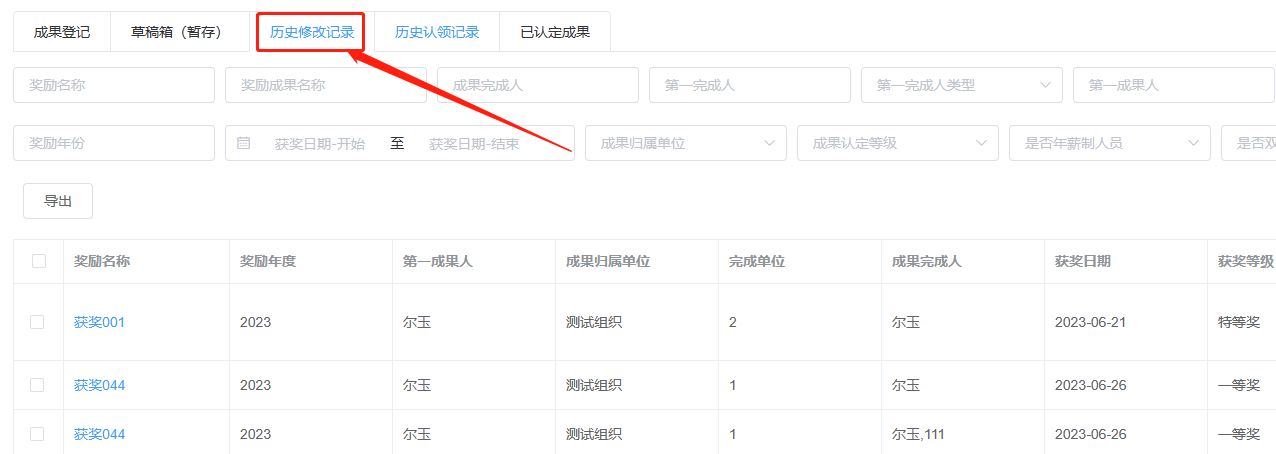 成果登记 草稿箱（暂存） 历史修改记录 历史认领记录 已认定成果
奖励名称 奖励成果名称 成果完成人 第一完成人 第一完成人类型 第一成果人
奖励年份 获奖日期-开始 至 获奖日期-结束 成果归属单位 成果认定等级 是否年薪制人员 是否双
导出
奖励名称 奖励年度 第一成果人 成果归属单位 完成单位 成果完成人 获奖日期 获奖等级
获奖001 2023 尔玉 测试组织 2 尔玉 2023-06-21 特等奖
获奖044 2023 尔玉 测试组织 1 尔玉 2023-06-26 一等奖
获奖044 2023 尔玉 测试组织 1 尔玉,111 2023-06-26 一等奖